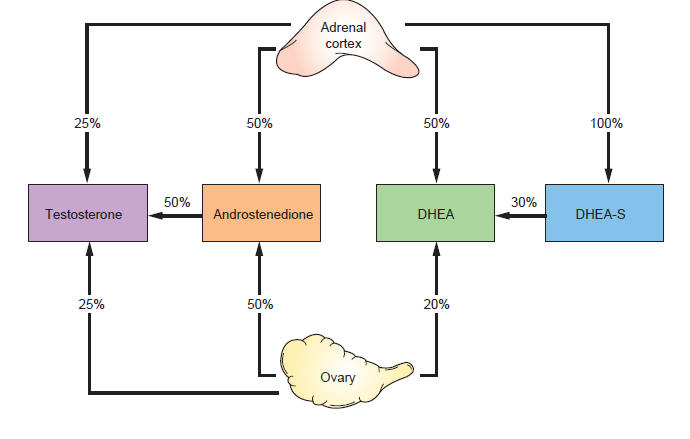 Adrenal
cortex
25%
50%
50%
100%
Testosterone
50%
Androstenedione
DHEA
30%
DHEA-S
25%
50%
20%
Ovary